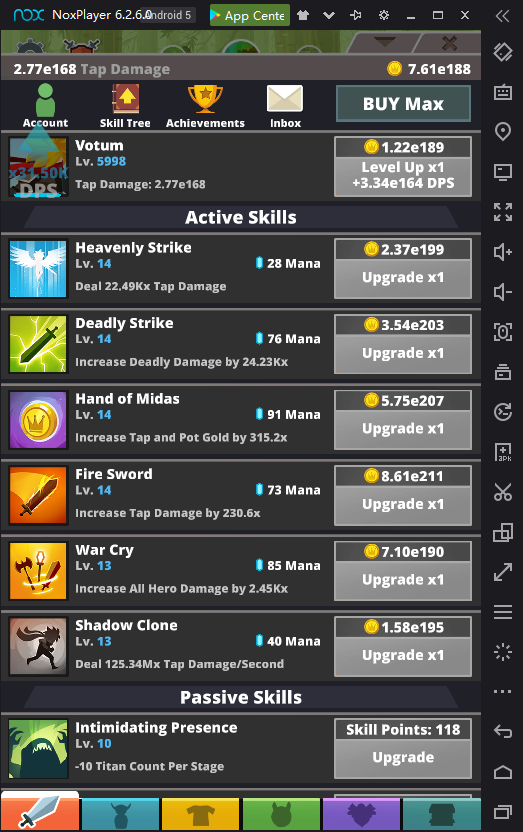 nox NoxPlayer 6.2.6.0 Android 5 App Cente
2.77e168 Tap Damage 7.61e188
Account Skill Tree Achievements Inbox BUY Max
Votum
Lv. 5998
Tap Damage: 2.77e168
x31.50K
DPS
1.22e189
Level Up x1
+3.34e164 DPS
Active Skills
Heavenly Strike
Lv. 14 28 Mana
Deal 22.49Kx Tap Damage
2.37e199
Upgrade x1
Deadly Strike
Lv. 14 76 Mana
Increase Deadly Damage by 24.23Kx
3.54e203
Upgrade x1
Hand of Midas
Lv. 14 91 Mana
Increase Tap and Pot Gold by 315.2x
5.75e207
Upgrade x1
Fire Sword
Lv. 14 73 Mana
Increase Tap Damage by 230.6x
8.61e211
Upgrade x1
War Cry
Lv. 13 85 Mana
Increase All Hero Damage by 2.45Kx
7.10e190
Upgrade x1
Shadow Clone
Lv. 13 40 Mana
Deal 125.34Mx Tap Damage/Second
1.58e195
Upgrade x1
Passive Skills
Intimidating Presence
Lv. 10
-10 Titan Count Per Stage
Skill Points: 118
Upgrade